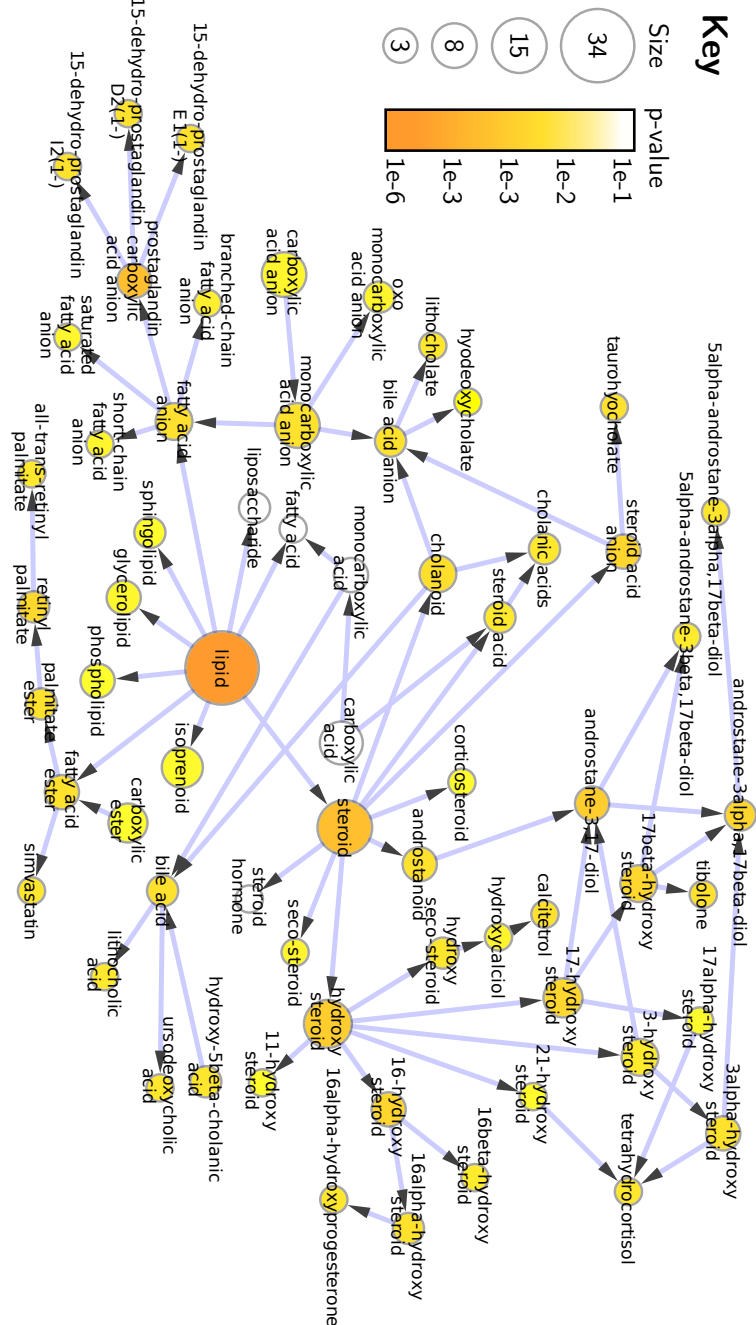 Key
Size
34
15
8
3
p-value
1e-6
1e-3
1e-3
1e-2
1e-1
androstane-3alpha,17beta-diol
3alpha-hydroxy
steroid
5alpha-androstane-3alpha,17beta-diol
5alpha-androstane-3beta,17beta-diol
tibolone
17alpha-hydroxy
steroid
17beta-hydroxy
steroid
3-hydroxy
steroid
tetrahydrocortisol
taurohyocholate
steroid acid
anion
androstane-3,17-diol
17-hydroxy
steroid
calcitetrol
21-hydroxy
steroid
cholanic
acids
steroid acid
hydroxycalciol
16beta-hydroxy
steroid
hyodeoxycholate
corticosteroid
hydroxy
seco-steroid
lithocholate
cholanoid
androstanoid
16alpha-hydroxy
steroid
oxo
monocarboxylic
acid anion
bile acid anion
16-hydroxy
steroid
monocarboxylic
acid
carboxylic
acid
steroid
hydroxy
steroid
16alpha-hydroxyprogesterone
carboxylic
acid anion
monocarboxylic
acid anion
fatty acid
seco-steroid
11-hydroxy
steroid
liposaccharide
steroid
hormone
lipid
branched-chain
fatty acid
anion
hydroxy-5beta-cholanic
acid
15-dehydro-prostaglandin
E1(1-)
fatty acid
anion
isoprenoid
bile acid
ursodeoxycholic
acid
prostaglandin
carboxylic
acid anion
sphingolipid
15-dehydro-prostaglandin
D2(1-)
glycerolipid
carboxylic
ester
short-chain
fatty acid
anion
phospholipid
lithocholic
acid
15-dehydro-prostaglandin
I2(1-)
saturated
fatty acid
anion
fatty acid
ester
palmitate
ester
retinyl
palmitate
all-trans-retinyl
palmitate
simvastatin